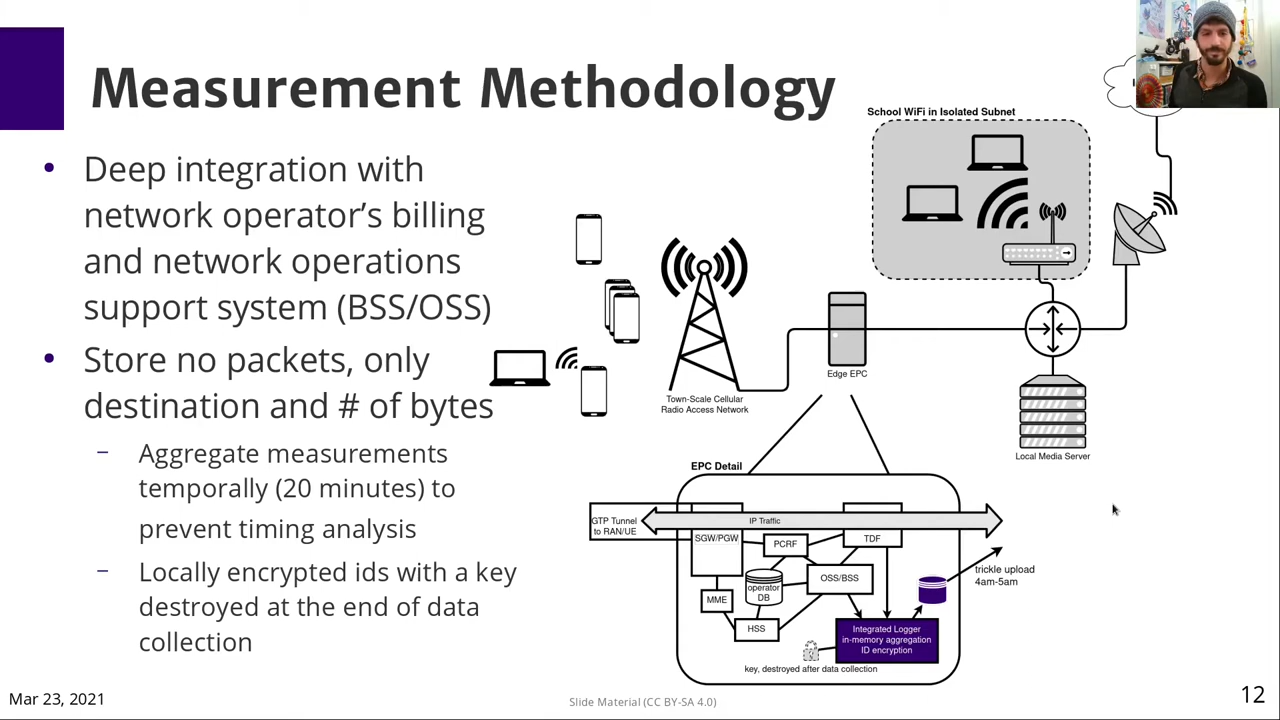 Measurement Methodology
• Deep integration with
network operator’s billing
and network operations
support system (BSS/OSS)
• Store no packets, only
destination and # of bytes
– Aggregate measurements
temporally (20 minutes) to
prevent timing analysis
– Locally encrypted ids with a key
destroyed at the end of data
collection
School WiFi in Isolated Subnet
Town-Scale Cellular
Radio Access Network
Edge EPC
Local Media Server
EPC Detail
GTP Tunnel
to RAN/UE
IP Traffic
SGW/PGW
PCRF
TDF
operator
DB
OSS/BSS
MME
HSS
Integrated Logger
in-memory aggregation
ID encryption
key, destroyed after data collection
trickle upload
4am-5am
Mar 23, 2021
Slide Material (CC BY-SA 4.0)
12